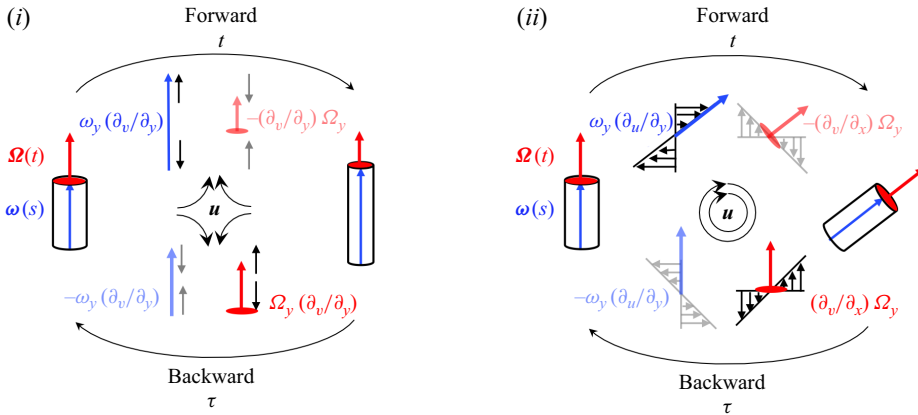 (i)
Forward
t
ω_y (∂_v/∂_y)
−(∂_v/∂_y) Ω_y
Ω(t)
ω(s)
u
−ω_y (∂_v/∂_y)
Ω_y (∂_v/∂_y)
Backward
τ
(ii)
Forward
t
ω_y (∂_u/∂_y)
−(∂_v/∂_x) Ω_y
Ω(t)
ω(s)
u
−ω_y (∂_u/∂_y)
(∂_v/∂_x) Ω_y
Backward
τ